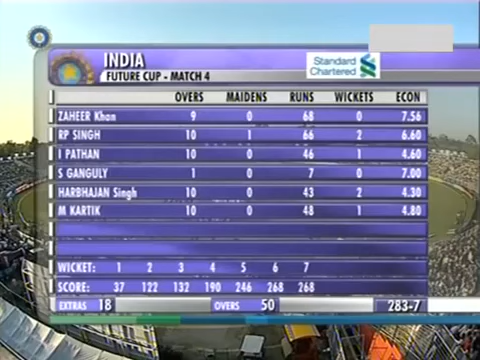 INDIA
FUTURE CUP - MATCH 4
Standard
Chartered
OVERS MAIDENS RUNS WICKETS ECON
ZAHEER Khan 9 0 68 0 7.56
RP SINGH 10 1 66 2 6.60
I PATHAN 10 0 46 1 4.60
S GANGULY 1 0 7 0 7.00
HARBHAJAN Singh 10 0 43 2 4.30
M KARTIK 10 0 48 1 4.80
WICKET: 1 2 3 4 5 6 7
SCORE: 37 122 132 190 246 268 268
EXTRAS 18 OVERS 50 283-7